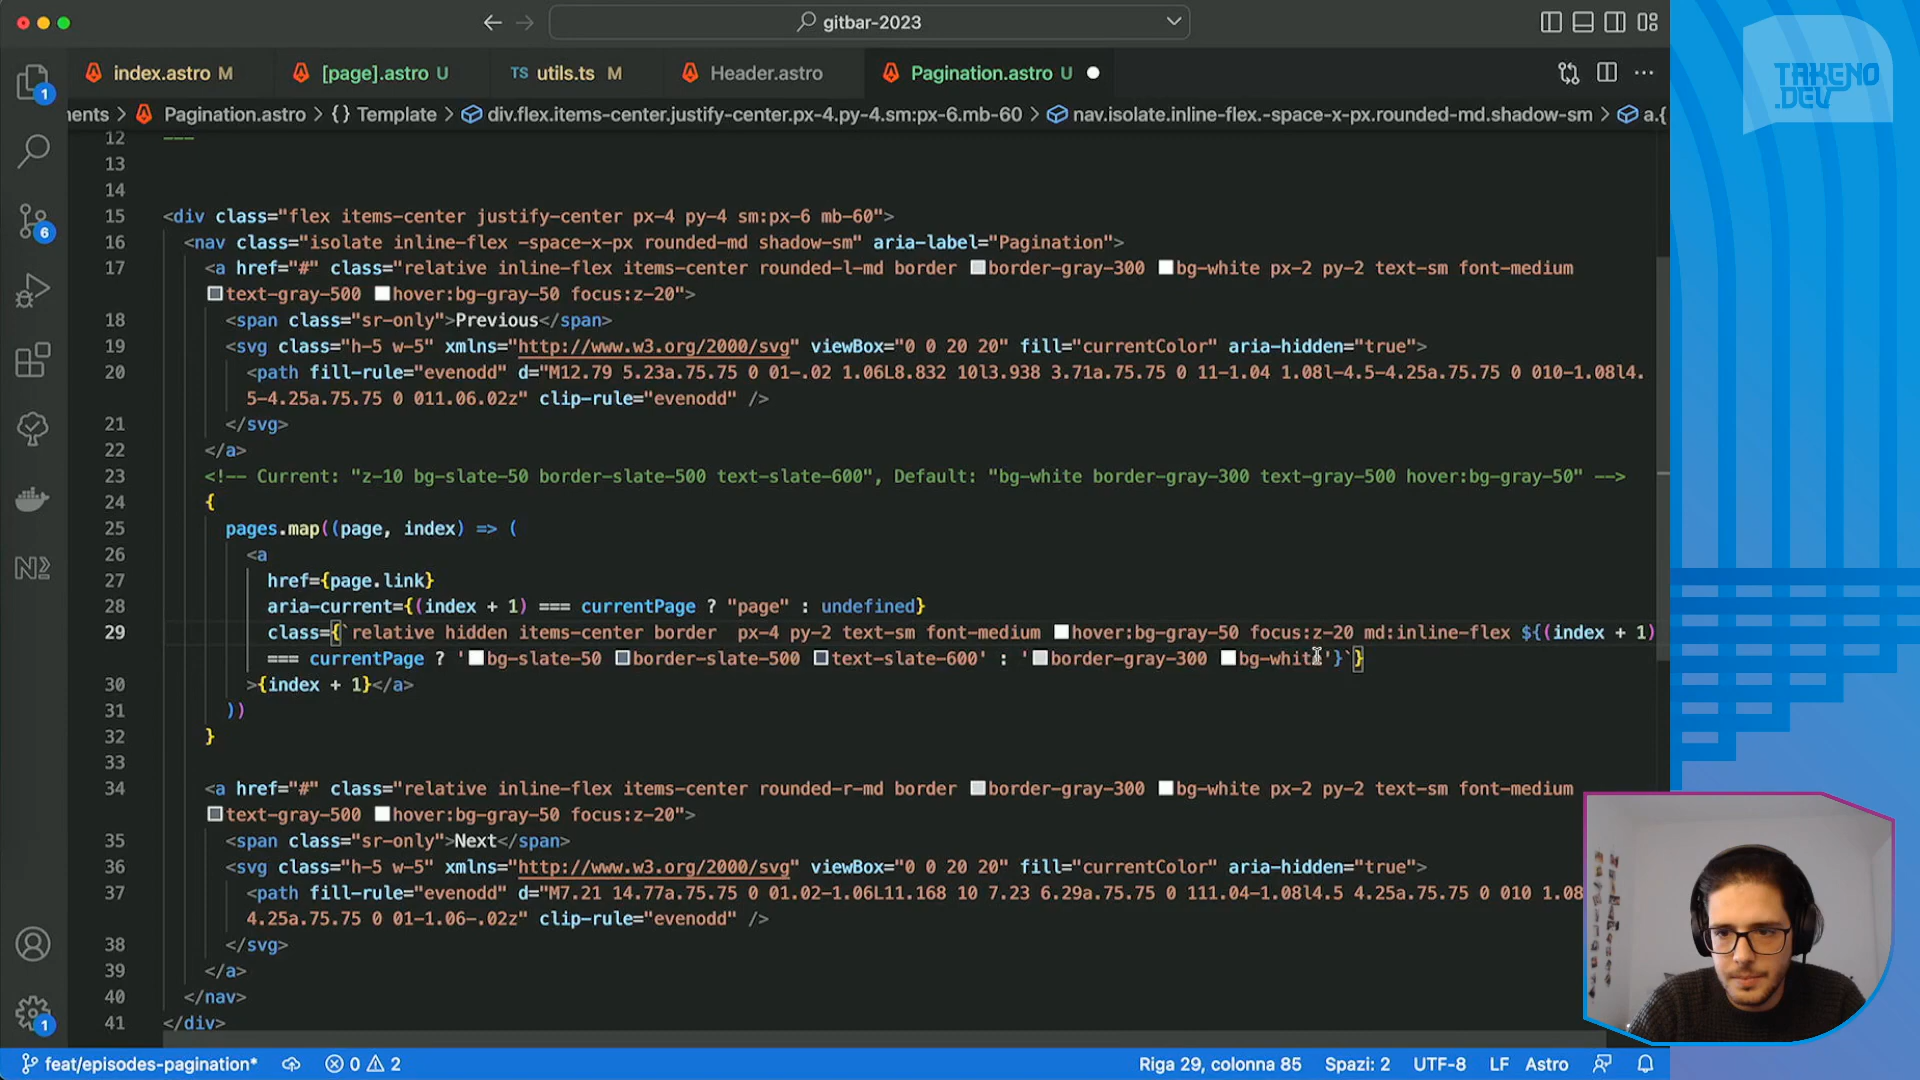 gitbar-2023
index.astro M
[page].astro U
TS utils.ts M
Header.astro
Pagination.astro U
ments > Pagination.astro > {} Template > div.flex.items-center.justify-center.px-4.py-4.sm:px-6.mb-60 > nav.isolate.inline-flex.-space-x-px.rounded-md.shadow-sm > a.{
12 ---
13
14
15 <div class="flex items-center justify-center px-4 py-4 sm:px-6 mb-60">
16 <nav class="isolate inline-flex -space-x-px rounded-md shadow-sm" aria-label="Pagination">
17 <a href="#" class="relative inline-flex items-center rounded-l-md border border-gray-300 bg-white px-2 py-2 text-sm font-medium
text-gray-500 hover:bg-gray-50 focus:z-20">
18 <span class="sr-only">Previous</span>
19 <svg class="h-5 w-5" xmlns="http://www.w3.org/2000/svg" viewBox="0 0 20 20" fill="currentColor" aria-hidden="true">
20 <path fill-rule="evenodd" d="M12.79 5.23a.75.75 0 01-.02 1.06L8.832 10l3.938 3.71a.75.75 0 11-1.04 1.08l-4.5-4.25a.75.75 0 010-1.08l4.
5-4.25a.75.75 0 011.06.02z" clip-rule="evenodd" />
21 </svg>
22 </a>
23 <!-- Current: "z-10 bg-slate-50 border-slate-500 text-slate-600", Default: "bg-white border-gray-300 text-gray-500 hover:bg-gray-50" -->
24 {
25 pages.map((page, index) => (
26 <a
27 href={page.link}
28 aria-current={(index + 1) === currentPage ? "page" : undefined}
29 class={`relative hidden items-center border  px-4 py-2 text-sm font-medium hover:bg-gray-50 focus:z-20 md:inline-flex ${(index + 1)
=== currentPage ? 'bg-slate-50 border-slate-500 text-slate-600' : 'border-gray-300 bg-white'}`}
30 >{index + 1}</a>
31 ))
32 }
33
34 <a href="#" class="relative inline-flex items-center rounded-r-md border border-gray-300 bg-white px-2 py-2 text-sm font-medium
text-gray-500 hover:bg-gray-50 focus:z-20">
35 <span class="sr-only">Next</span>
36 <svg class="h-5 w-5" xmlns="http://www.w3.org/2000/svg" viewBox="0 0 20 20" fill="currentColor" aria-hidden="true">
37 <path fill-rule="evenodd" d="M7.21 14.77a.75.75 0 01.02-1.06L11.168 10 7.23 6.29a.75.75 0 111.04-1.08l4.5 4.25a.75.75 0 010 1.08
4.25a.75.75 0 01-1.06-.02z" clip-rule="evenodd" />
38 </svg>
39 </a>
40 </nav>
41 </div>
1
6
1
feat/episodes-pagination*
0 2
Riga 29, colonna 85
Spazi: 2
UTF-8
LF
Astro
TAKENO
.DEV